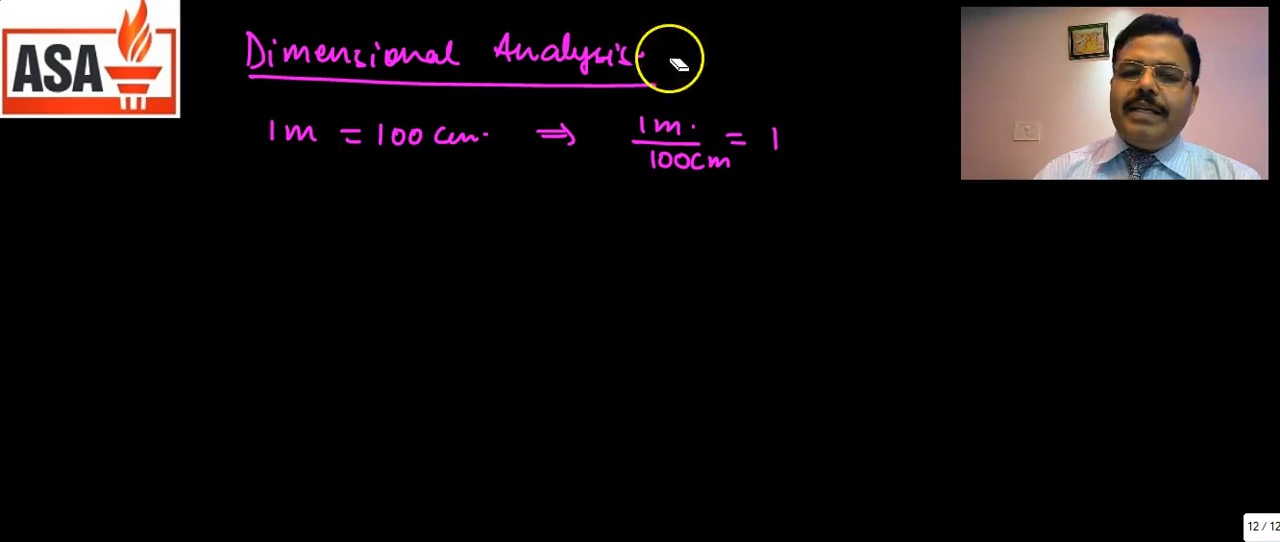 ASA
Dimensional Analysis.
1m = 100 cm. ⇒ 1m. / 100cm = 1
12 / 12